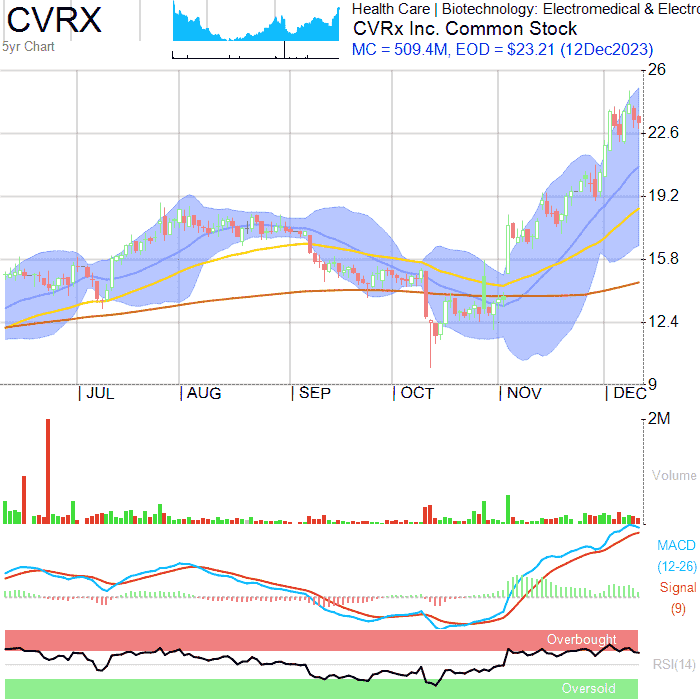 CVRX
5yr Chart
Health Care | Biotechnology: Electromedical & Electro
CVRx Inc. Common Stock
MC = 509.4M, EOD = $23.21 (12Dec2023)
26
22.6
19.2
15.8
12.4
9
JUL AUG SEP OCT NOV DEC
2M
Volume
MACD
(12-26)
Signal
(9)
Overbought
RSI(14)
Oversold